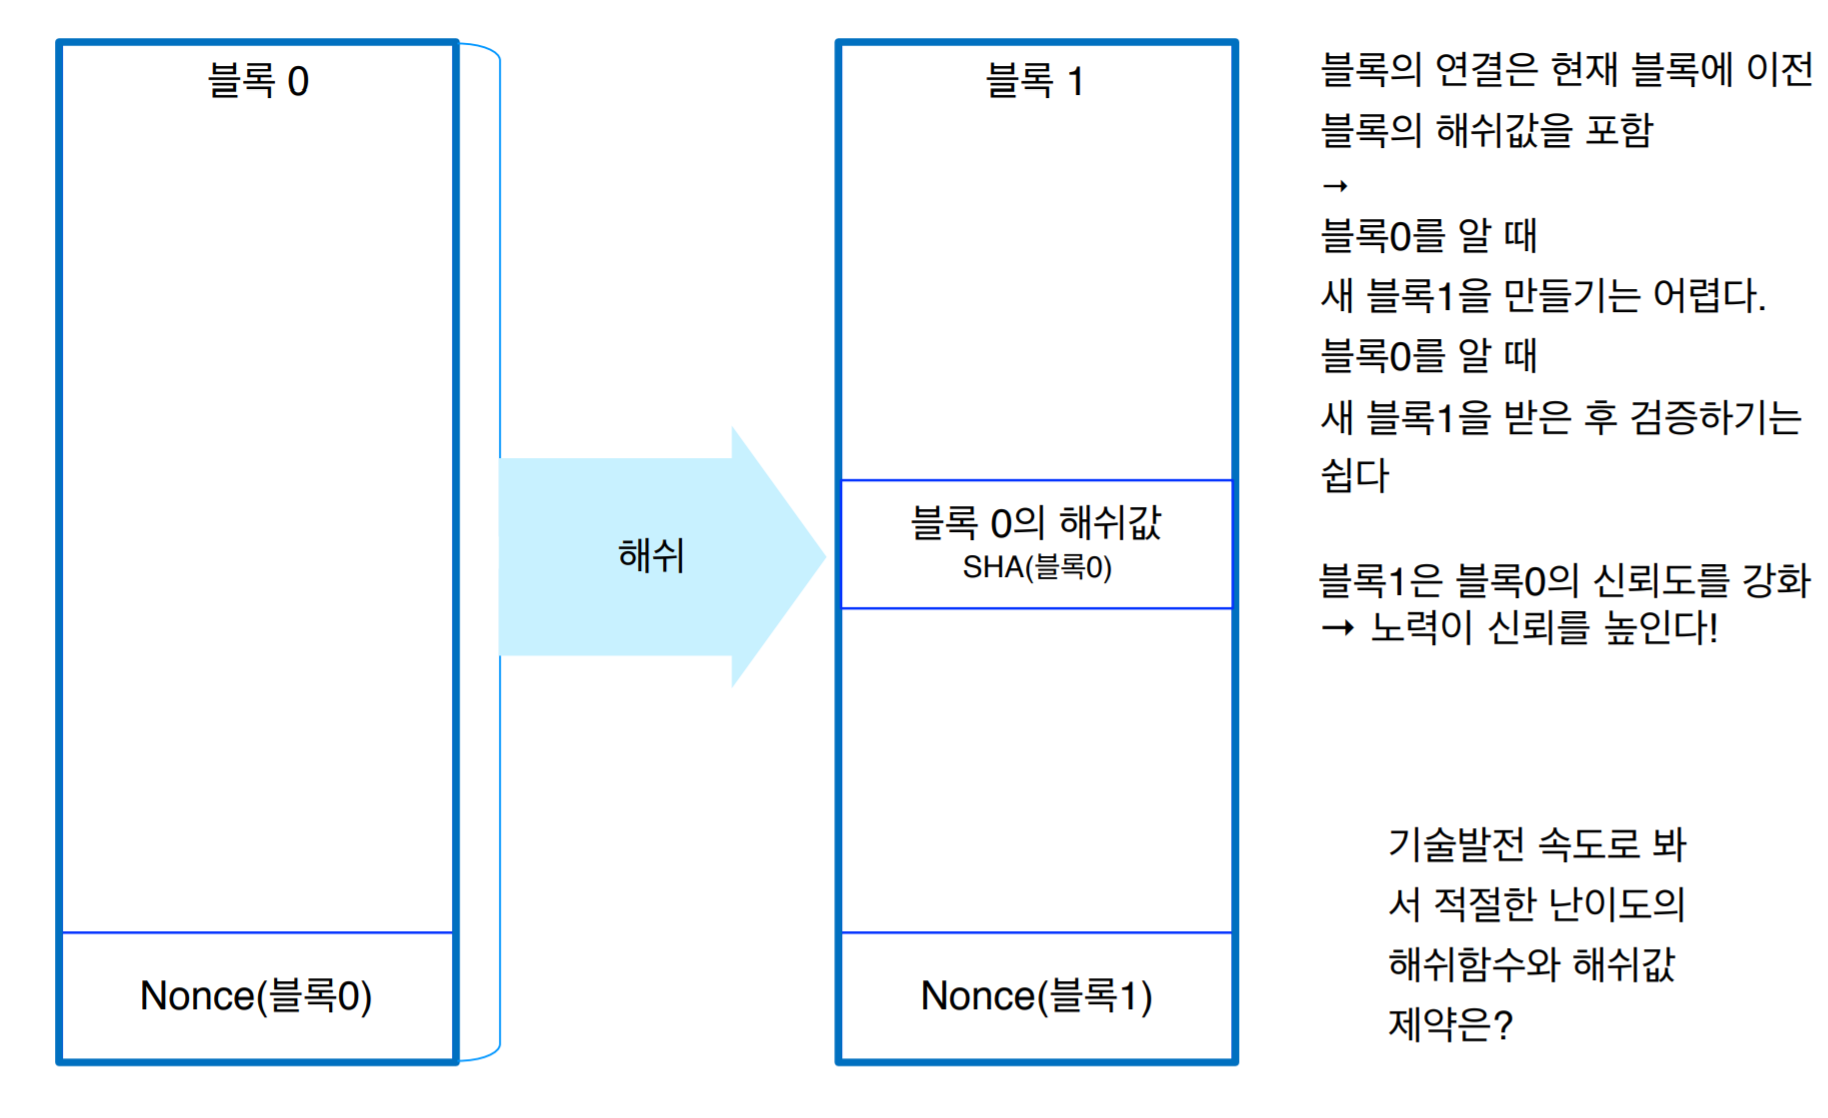 블록 0
Nonce(블록0)
해쉬
블록 1
블록 0의 해쉬값
SHA(블록0)
Nonce(블록1)
블록의 연결은 현재 블록에 이전
블록의 해쉬값을 포함
→
블록0를 알 때
새 블록1을 만들기는 어렵다.
블록0를 알 때
새 블록1을 받은 후 검증하기는
쉽다
블록1은 블록0의 신뢰도를 강화
→ 노력이 신뢰를 높인다!
기술발전 속도로 봐
서 적절한 난이도의
해쉬함수와 해쉬값
제약은?